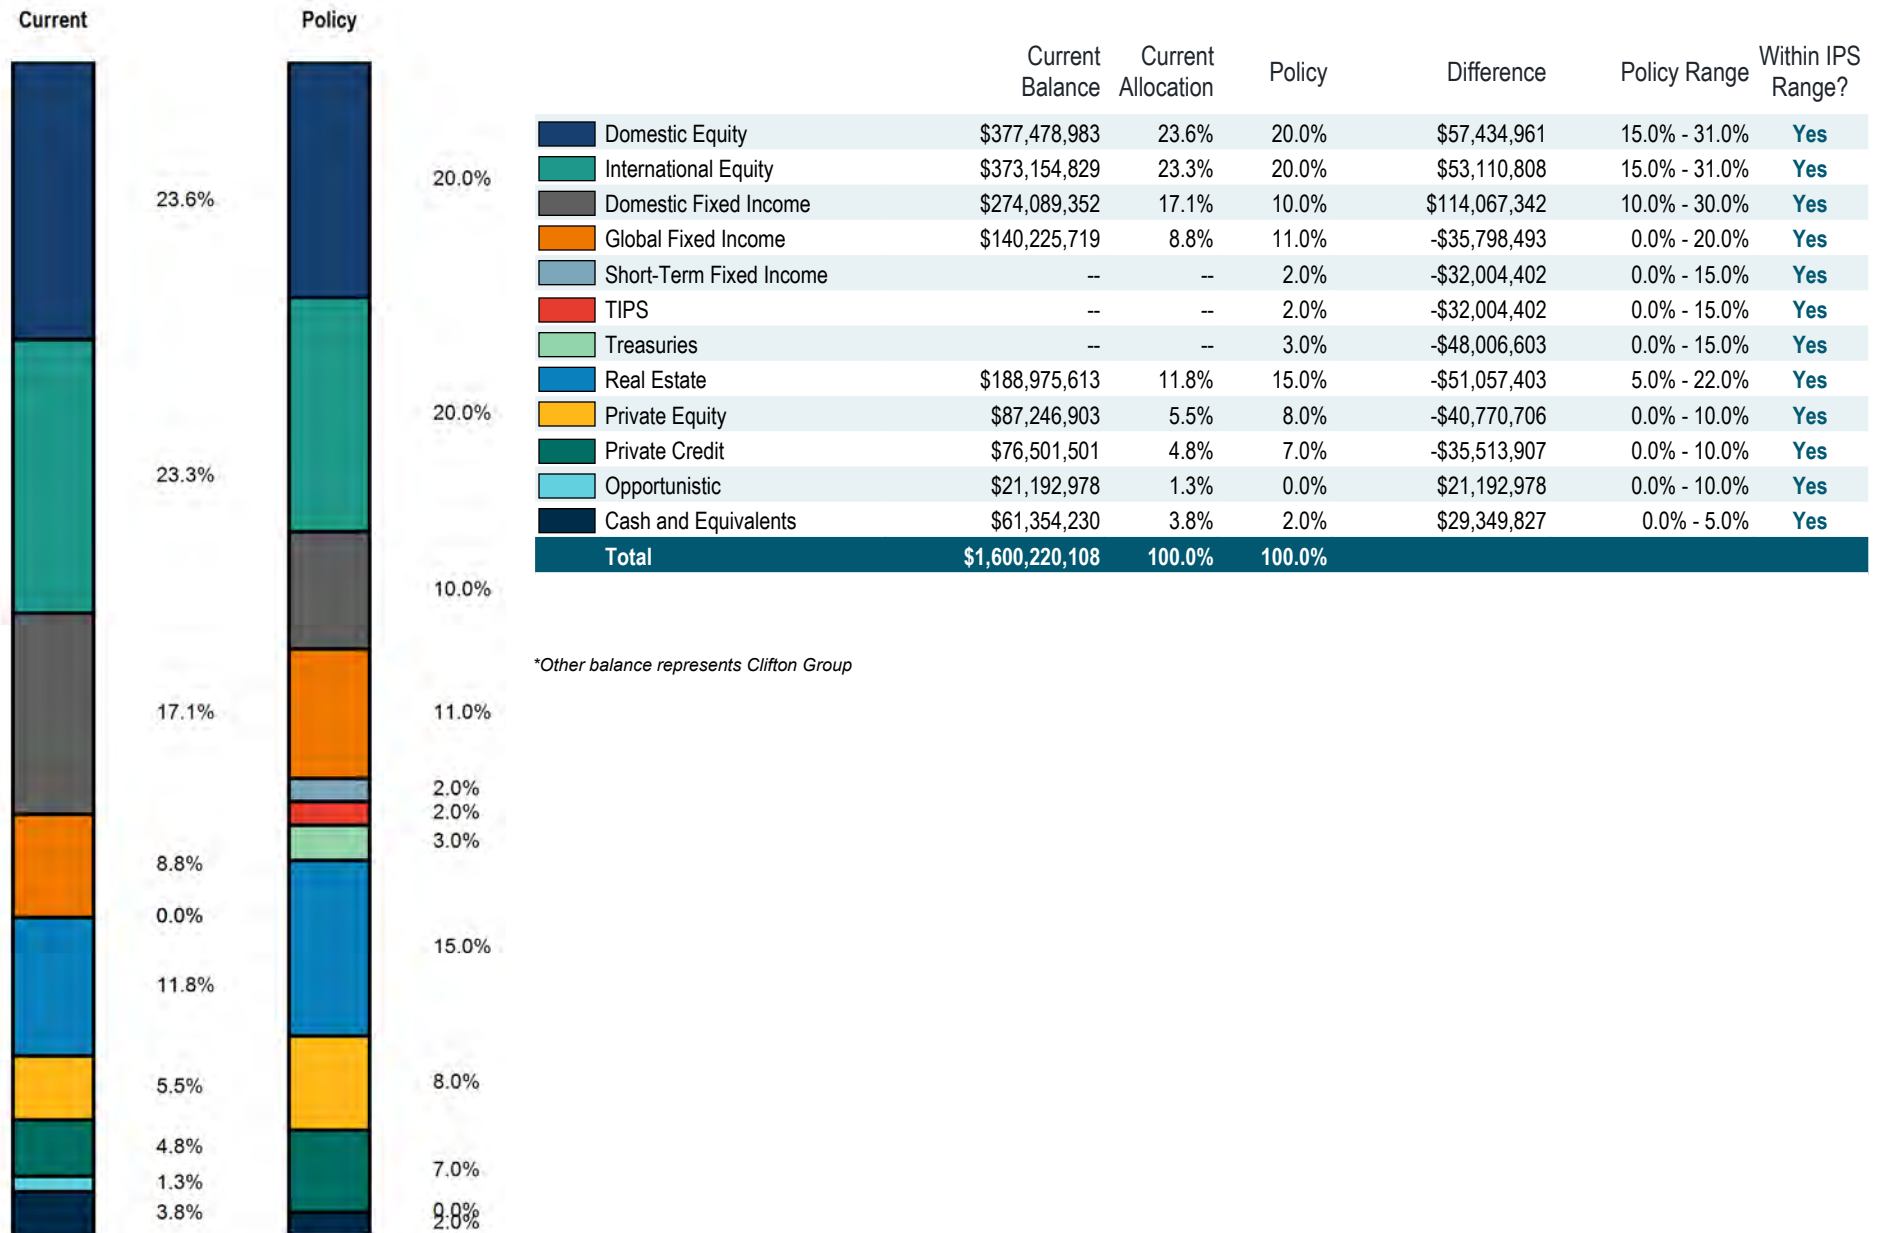 Current
Policy
23.6%
23.3%
17.1%
8.8%
0.0%
11.8%
5.5%
4.8%
1.3%
3.8%
20.0%
20.0%
10.0%
11.0%
2.0%
2.0%
3.0%
15.0%
8.0%
7.0%
0.0%
2.0%
Current Balance Current Allocation Policy Difference Policy Range Within IPS Range?
Domestic Equity $377,478,983 23.6% 20.0% $57,434,961 15.0% - 31.0% Yes
International Equity $373,154,829 23.3% 20.0% $53,110,808 15.0% - 31.0% Yes
Domestic Fixed Income $274,089,352 17.1% 10.0% $114,067,342 10.0% - 30.0% Yes
Global Fixed Income $140,225,719 8.8% 11.0% -$35,798,493 0.0% - 20.0% Yes
Short-Term Fixed Income -- -- 2.0% -$32,004,402 0.0% - 15.0% Yes
TIPS -- -- 2.0% -$32,004,402 0.0% - 15.0% Yes
Treasuries -- -- 3.0% -$48,006,603 0.0% - 15.0% Yes
Real Estate $188,975,613 11.8% 15.0% -$51,057,403 5.0% - 22.0% Yes
Private Equity $87,246,903 5.5% 8.0% -$40,770,706 0.0% - 10.0% Yes
Private Credit $76,501,501 4.8% 7.0% -$35,513,907 0.0% - 10.0% Yes
Opportunistic $21,192,978 1.3% 0.0% $21,192,978 0.0% - 10.0% Yes
Cash and Equivalents $61,354,230 3.8% 2.0% $29,349,827 0.0% - 5.0% Yes
Total $1,600,220,108 100.0% 100.0%
*Other balance represents Clifton Group